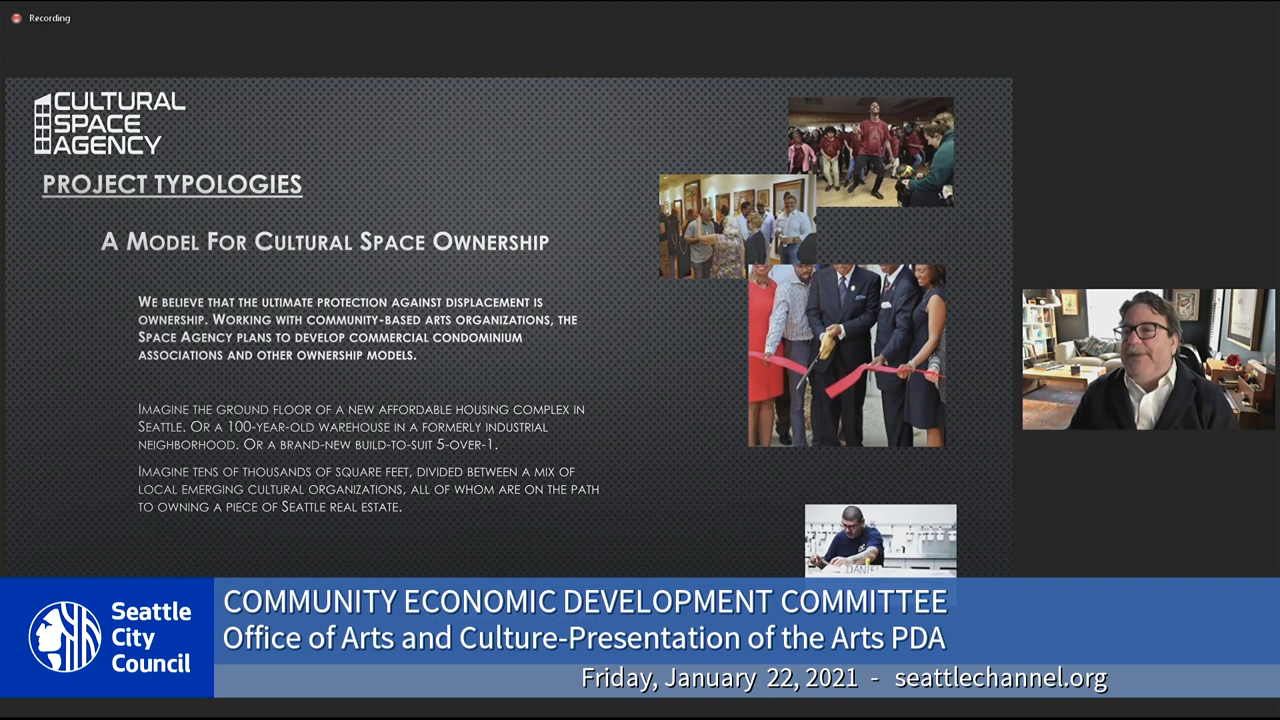 Recording
CULTURAL
SPACE
AGENCY
PROJECT TYPOLOGIES
A MODEL FOR CULTURAL SPACE OWNERSHIP
WE BELIEVE THAT THE ULTIMATE PROTECTION AGAINST DISPLACEMENT IS
OWNERSHIP. WORKING WITH COMMUNITY-BASED ARTS ORGANIZATIONS, THE
SPACE AGENCY PLANS TO DEVELOP COMMERCIAL CONDOMINIUM
ASSOCIATIONS AND OTHER OWNERSHIP MODELS.
IMAGINE THE GROUND FLOOR OF A NEW AFFORDABLE HOUSING COMPLEX IN
SEATTLE. OR A 100-YEAR-OLD WAREHOUSE IN A FORMERLY INDUSTRIAL
NEIGHBORHOOD. OR A BRAND-NEW BUILD-TO-SUIT 5-OVER-1.
IMAGINE TENS OF THOUSANDS OF SQUARE FEET, DIVIDED BETWEEN A MIX OF
LOCAL EMERGING CULTURAL ORGANIZATIONS, ALL OF WHOM ARE ON THE PATH
TO OWNING A PIECE OF SEATTLE REAL ESTATE.
DANIEL
Seattle
City
Council
COMMUNITY ECONOMIC DEVELOPMENT COMMITTEE
Office of Arts and Culture-Presentation of the Arts PDA
Friday, January 22, 2021 - seattlechannel.org